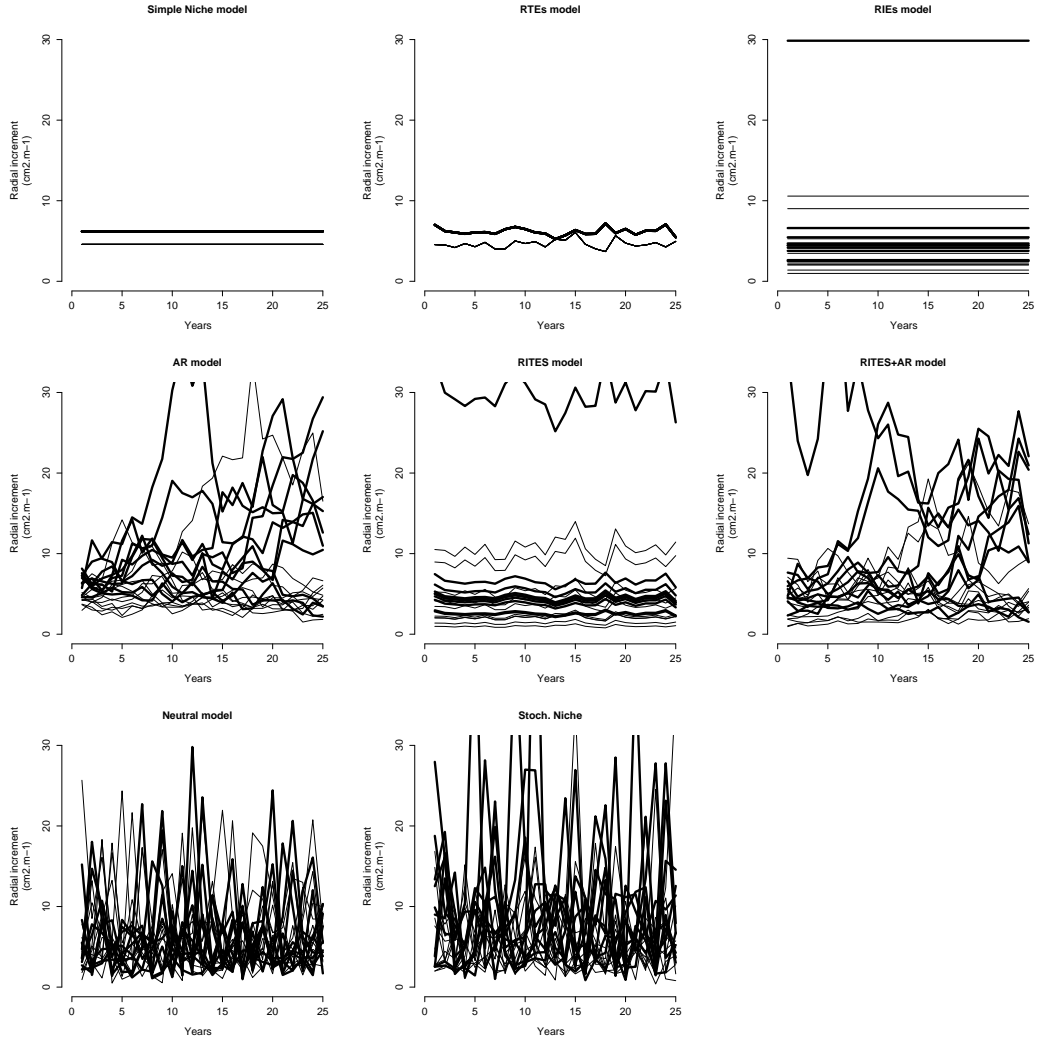 Simple Niche model
RTEs model
RIEs model
Radial increment
(cm2.m−1)
0
10
20
30
0 5 10 15 20 25
Years
Radial increment
(cm2.m−1)
0
10
20
30
0 5 10 15 20 25
Years
Radial increment
(cm2.m−1)
0
10
20
30
0 5 10 15 20 25
Years
AR model
RITES model
RITES+AR model
Radial increment
(cm2.m−1)
0
10
20
30
0 5 10 15 20 25
Years
Radial increment
(cm2.m−1)
0
10
20
30
0 5 10 15 20 25
Years
Radial increment
(cm2.m−1)
0
10
20
30
0 5 10 15 20 25
Years
Neutral model
Stoch. Niche
Radial increment
(cm2.m−1)
0
10
20
30
0 5 10 15 20 25
Years
Radial increment
(cm2.m−1)
0
10
20
30
0 5 10 15 20 25
Years